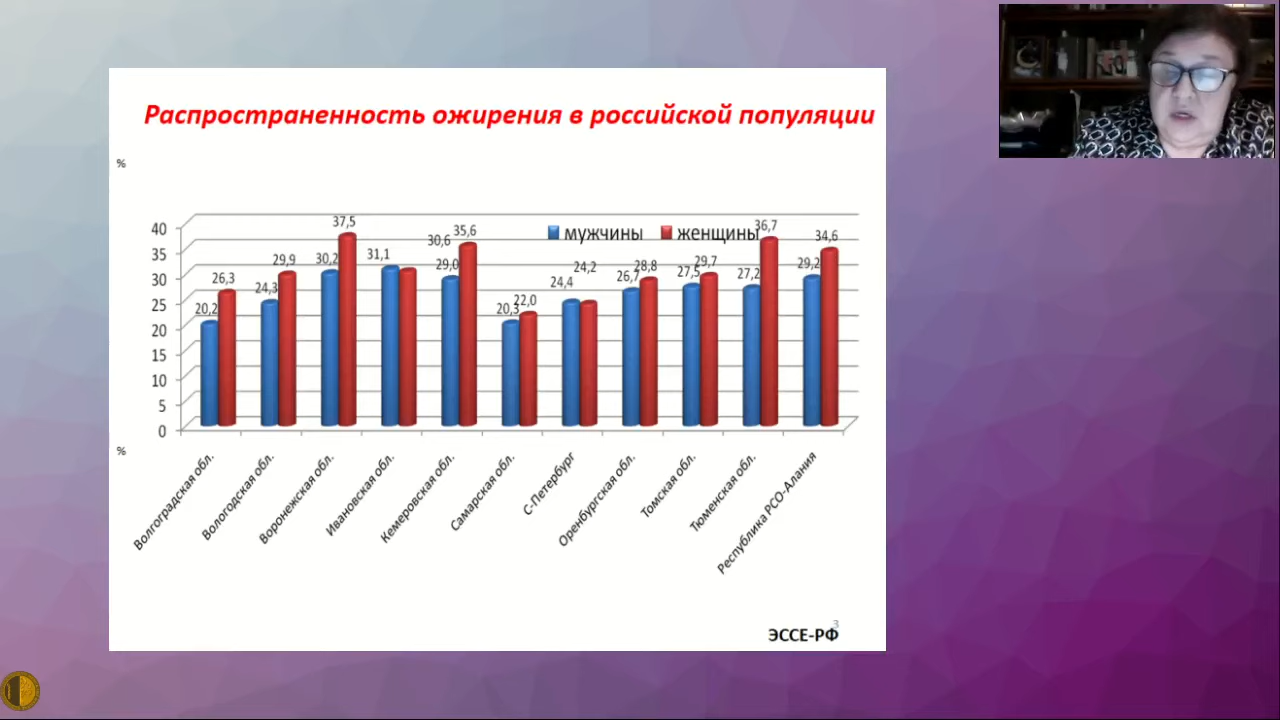 Распространенность ожирения в российской популяции
%
мужчины женщины
40
35
30
25
20
15
10
5
0
20,2 26,3
24,3 29,9
30,2 37,5
31,1 30,6
29,0 35,6
20,3 22,0
24,4 24,2
26,7 28,8
27,5 29,7
27,2 36,7
29,2 34,6
%
Волгоградская обл.
Вологодская обл.
Воронежская обл.
Ивановская обл.
Кемеровская обл.
Самарская обл.
С-Петербург
Оренбургская обл.
Томская обл.
Тюменская обл.
Республика РСО-Алания
3
ЭССЕ-РФ